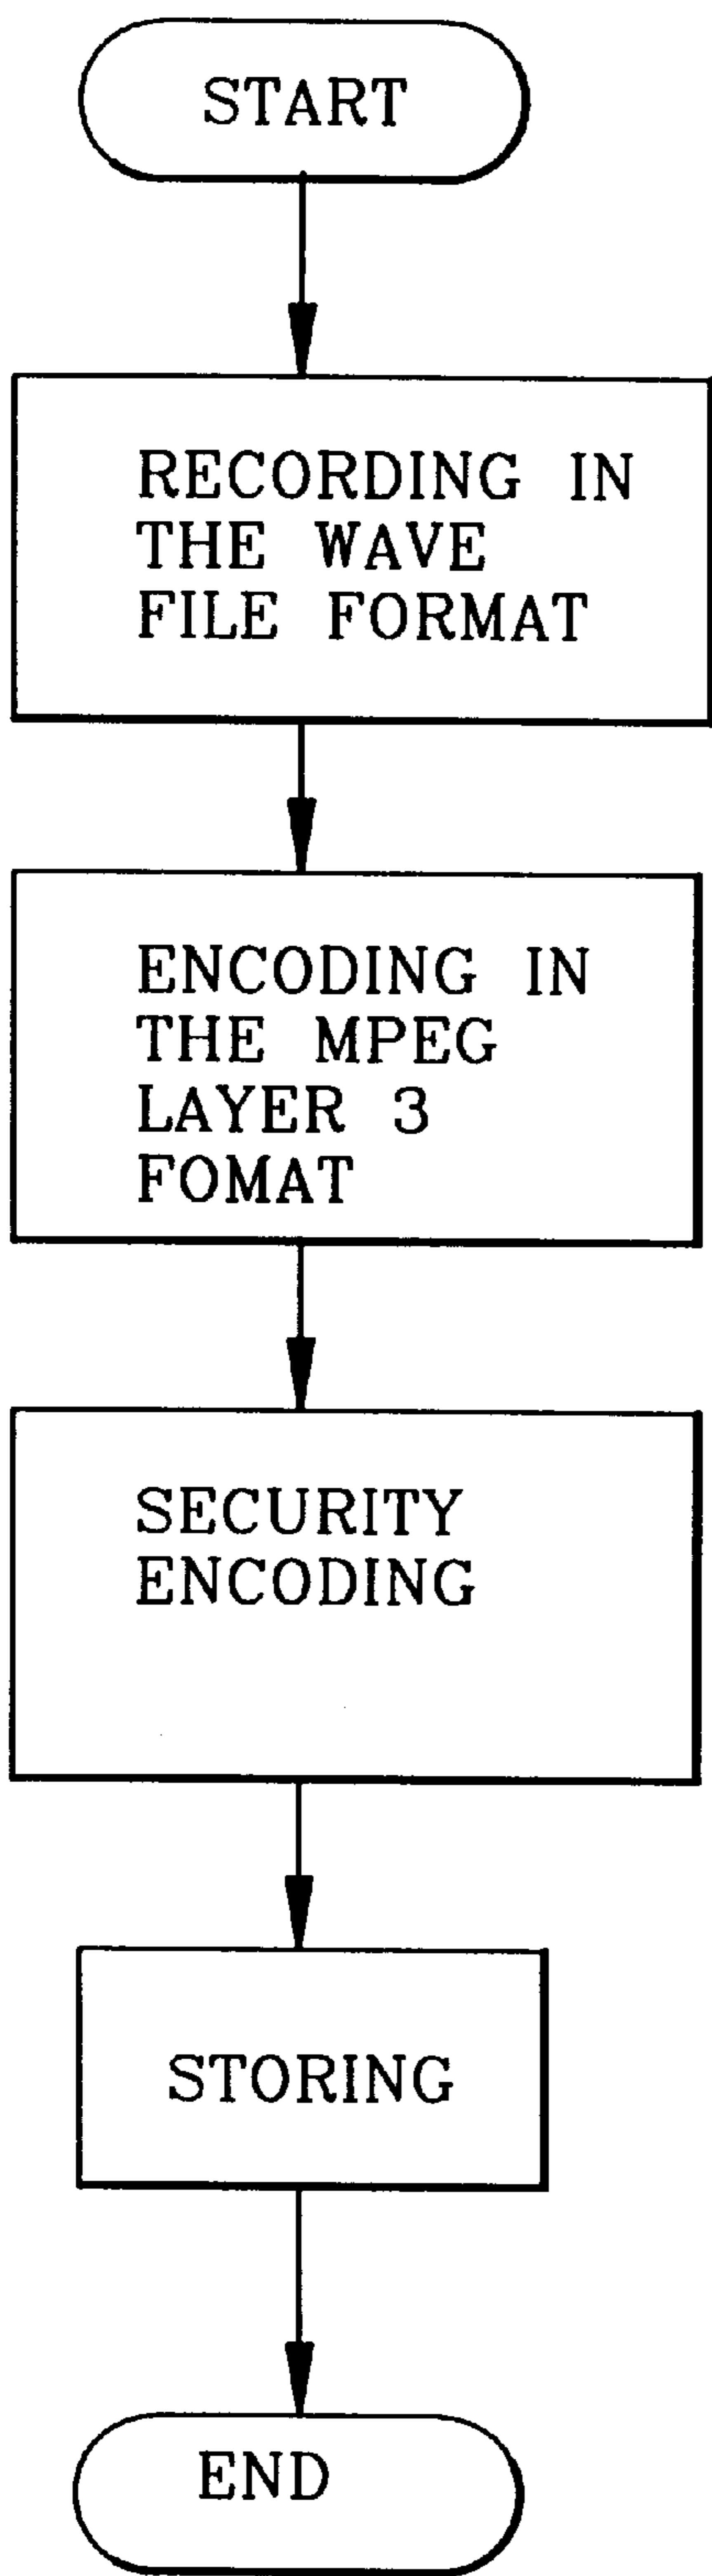 START
RECORDING IN
THE WAVE
FILE FORMAT
ENCODING IN
THE MPEG
LAYER 3
FOMAT
SECURITY
ENCODING
STORING
END